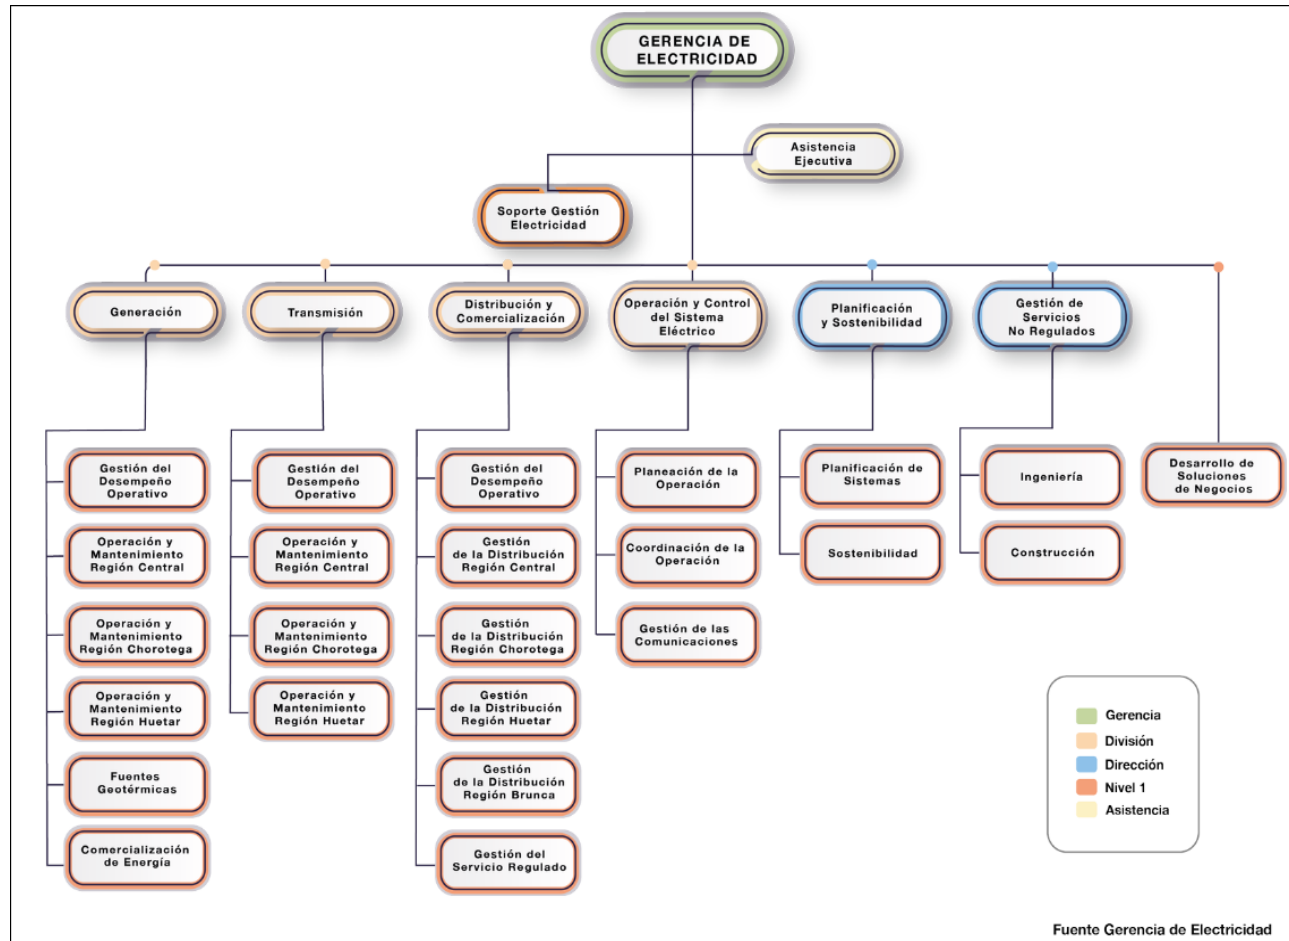 GERENCIA DE
ELECTRICIDAD
Asistencia
Ejecutiva
Soporte Gestión
Electricidad
Generación
Transmisión
Distribución y
Comercialización
Operación y Control
del Sistema
Eléctrico
Planificación
y Sostenibilidad
Gestión de
Servicios
No Regulados
Gestión del
Desempeño
Operativo
Operación y
Mantenimiento
Región Central
Operación y
Mantenimiento
Región Chorotega
Operación y
Mantenimiento
Región Huetar
Fuentes
Geotérmicas
Comercialización
de Energía
Gestión del
Desempeño
Operativo
Operación y
Mantenimiento
Región Central
Operación y
Mantenimiento
Región Chorotega
Operación y
Mantenimiento
Región Huetar
Gestión del
Desempeño
Operativo
Gestión
de la Distribución
Región Central
Gestión
de la Distribución
Región Chorotega
Gestión
de la Distribución
Región Huetar
Gestión
de la Distribución
Región Brunca
Gestión del
Servicio Regulado
Planeación de la
Operación
Coordinación de la
Operación
Gestión de las
Comunicaciones
Planificación de
Sistemas
Sostenibilidad
Ingeniería
Construcción
Desarrollo de
Soluciones
de Negocios
Gerencia
División
Dirección
Nivel 1
Asistencia
Fuente Gerencia de Electricidad